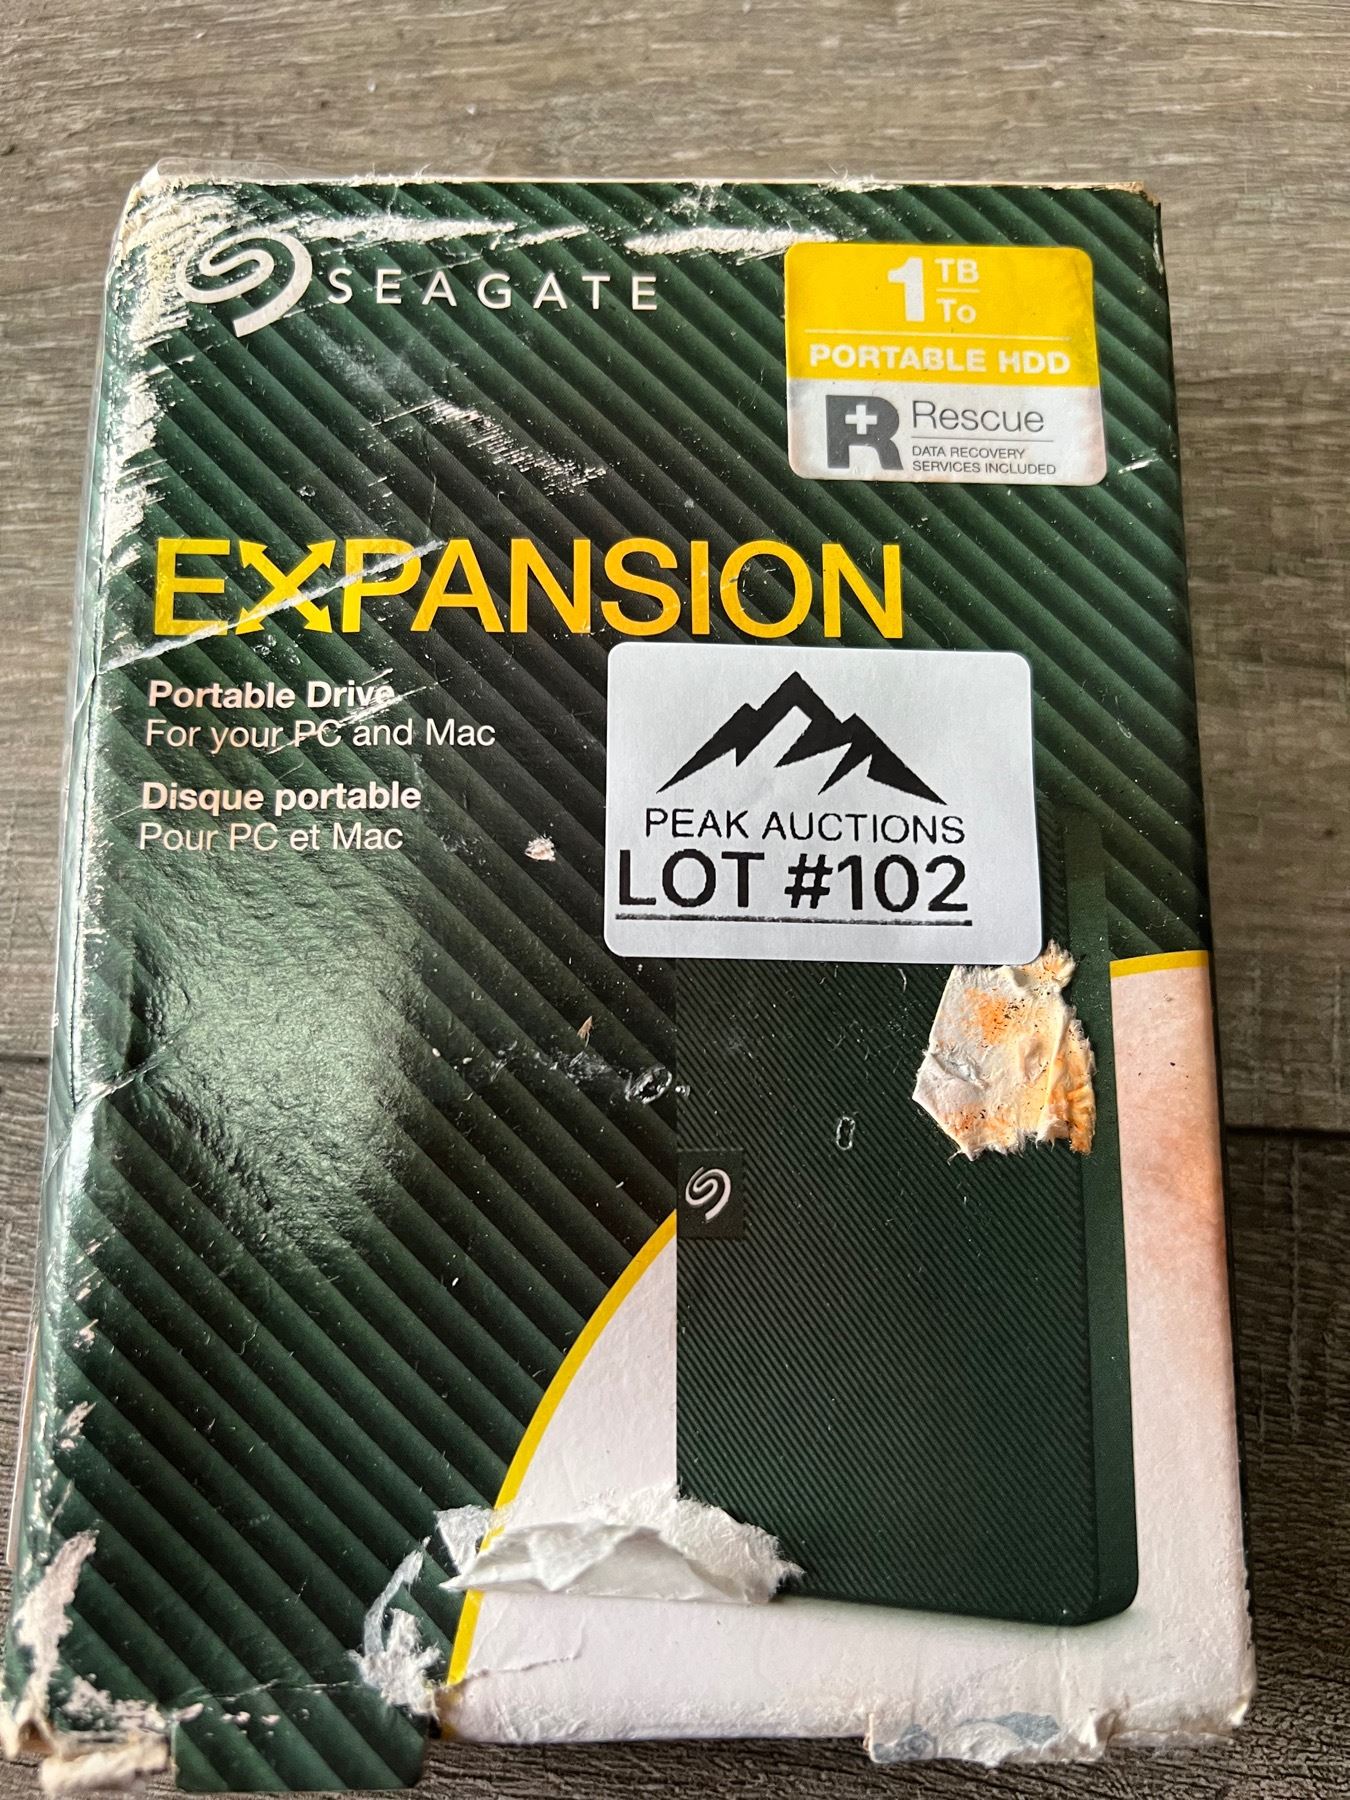 SEAGATE
1 TB
To
PORTABLE HDD
R Rescue
DATA RECOVERY
SERVICES INCLUDED
EXPANSION
Portable Drive
For your PC and Mac
Disque portable
Pour PC et Mac
PEAK AUCTIONS
LOT #102